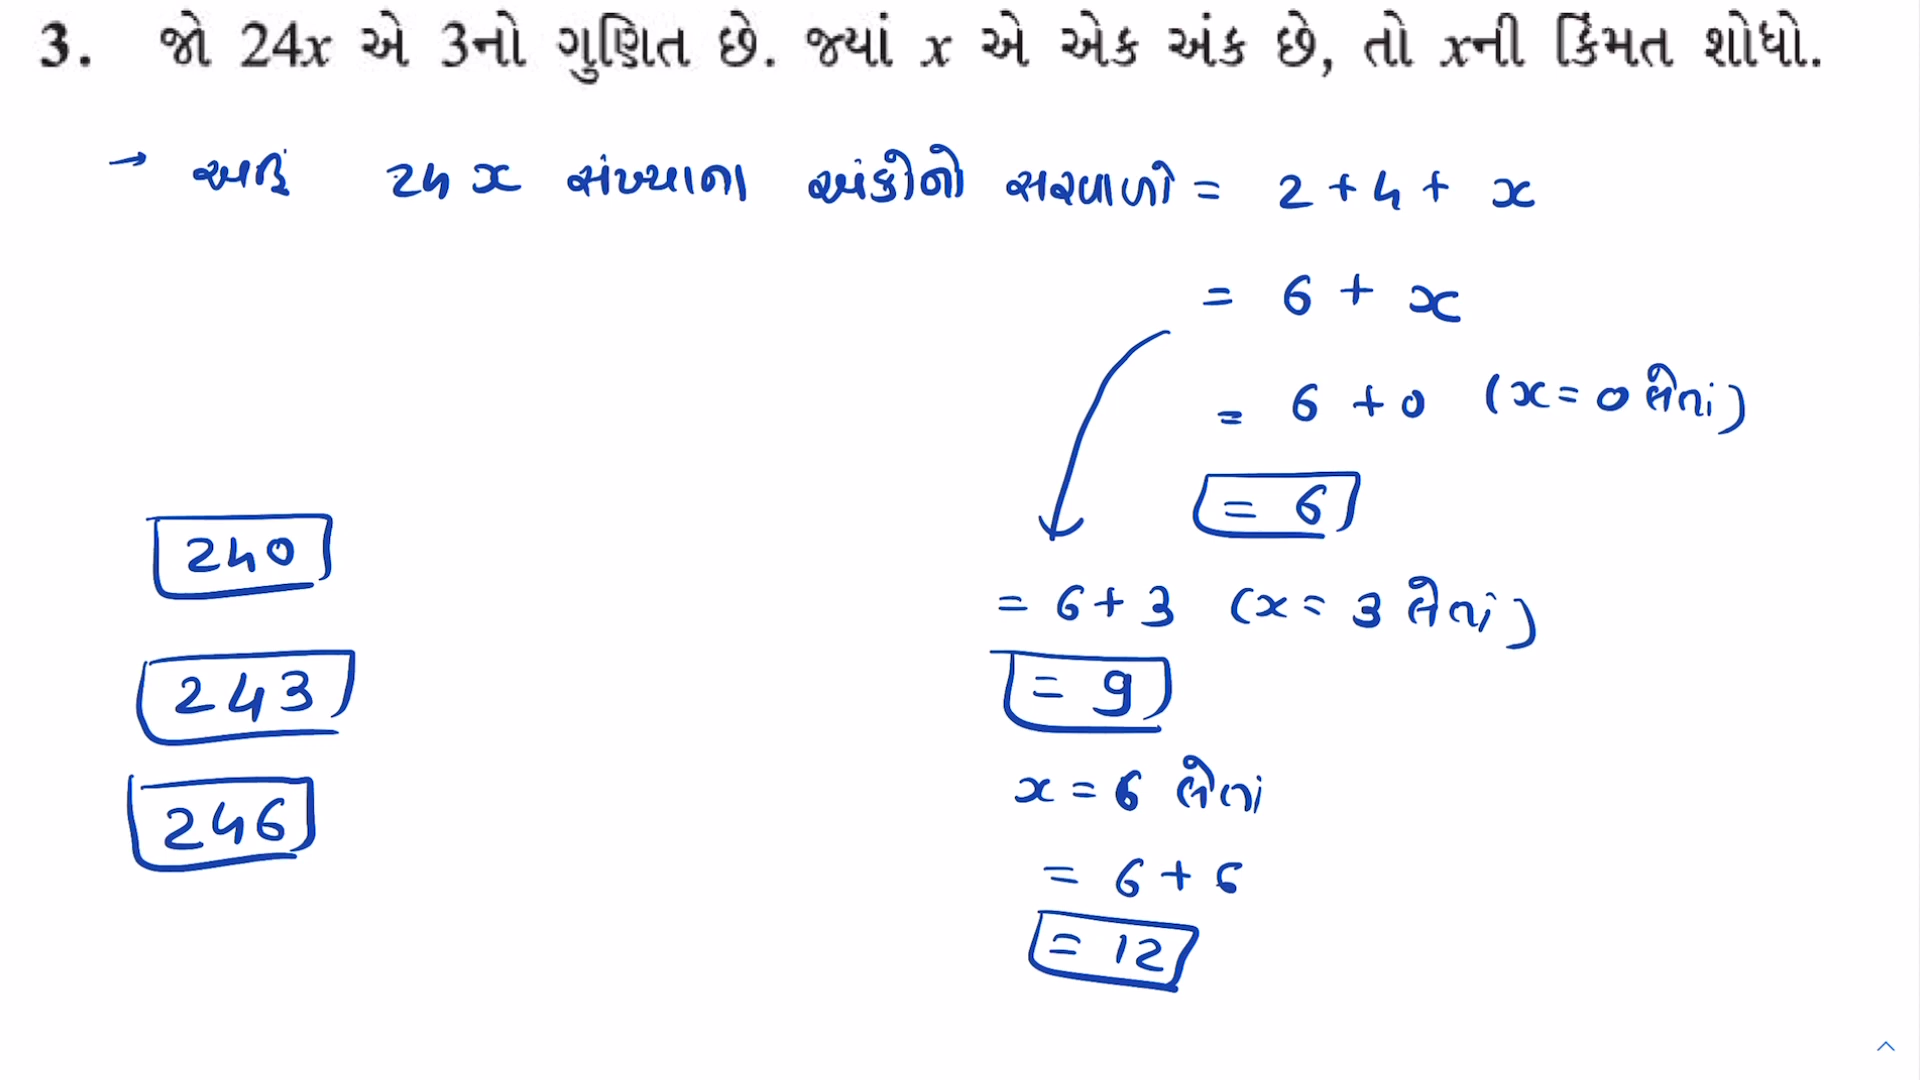 3. જો 24x એ 3નો ગુણિત છે. જ્યાં x એ એક અંક છે, તો xની કિંમત શોધો.
→ અહિં 24x સંખ્યાના અંકોનો સરવાળો = 2 + 4 + x
= 6 + x
= 6 + 0 (x = 0 લેતાં)
= 6
240
= 6 + 3 (x = 3 લેતાં)
243
= 9
x = 6 લેતાં
246
= 6 + 6
= 12